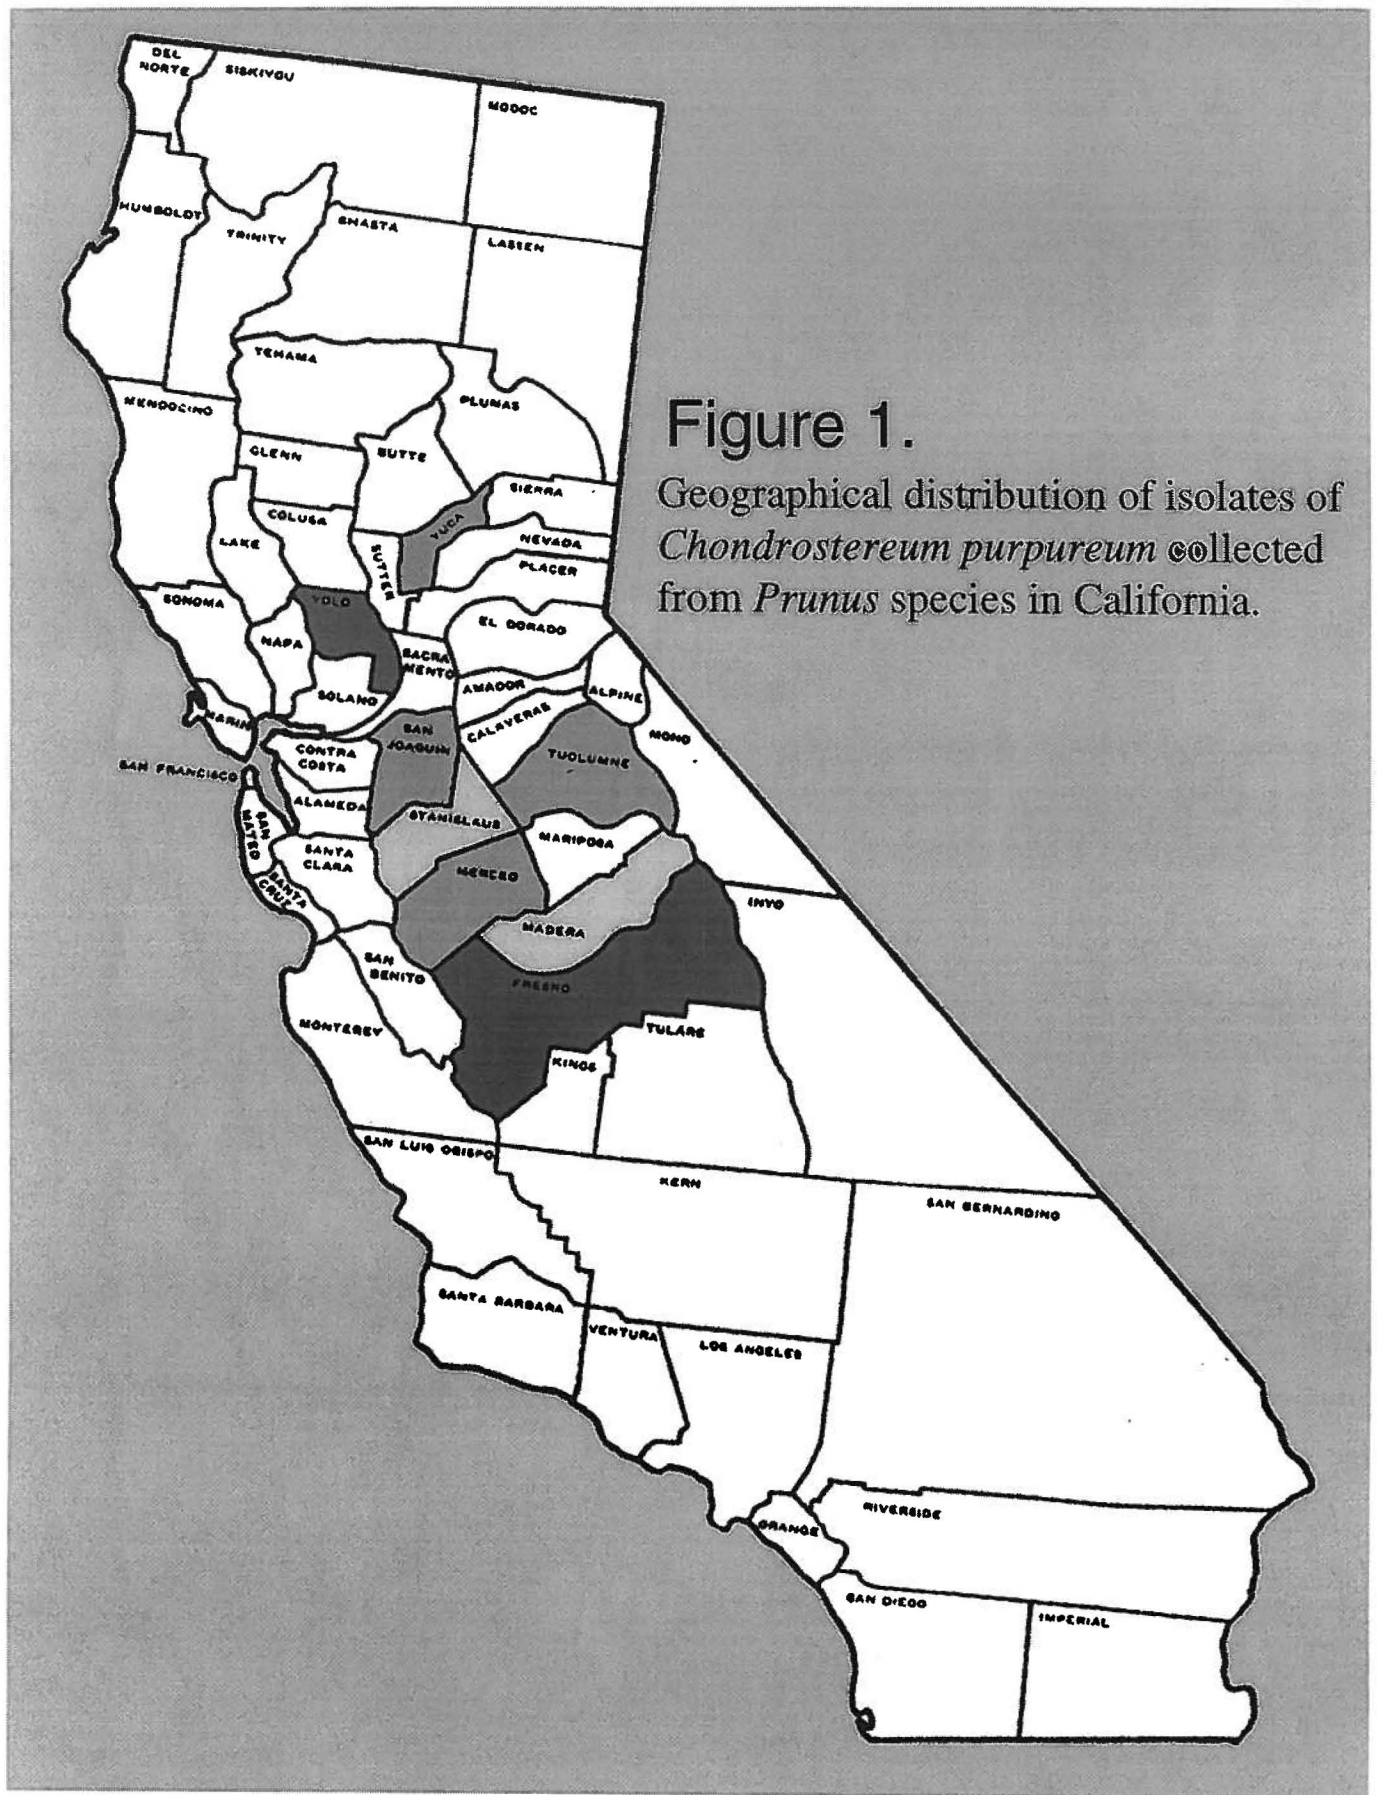 DEL
NORTE
SISKIYOU
MODOC
HUMBOLDT
TRINITY
SHASTA
LASSEN
TEHAMA
PLUMAS
MENDOCINO
GLENN
BUTTE
Figure 1.
Geographical distribution of isolates of
Chondrostereum purpureum collected
from Prunus species in California.
SIERRA
COLUSA
YUBA
LAKE
SUTTER
NEVADA
PLACER
SONOMA
YOLO
EL DORADO
NAPA
SACRA
MENTO
SOLANO
AMADOR
ALPINE
MARIN
CALAVERAS
MONO
SAN
JOAQUIN
CONTRA
COSTA
TUOLUMNE
SAN FRANCISCO
ALAMEDA
STANISLAUS
SAN
MATEO
MARIPOSA
SANTA
CLARA
MERCED
SANTA
CRUZ
INYO
MADERA
SAN
BENITO
FRESNO
MONTEREY
TULARE
KINGS
SAN LUIS OBISPO
KERN
SAN BERNARDINO
SANTA BARBARA
VENTURA
LOS ANGELES
RIVERSIDE
ORANGE
SAN DIEGO
IMPERIAL